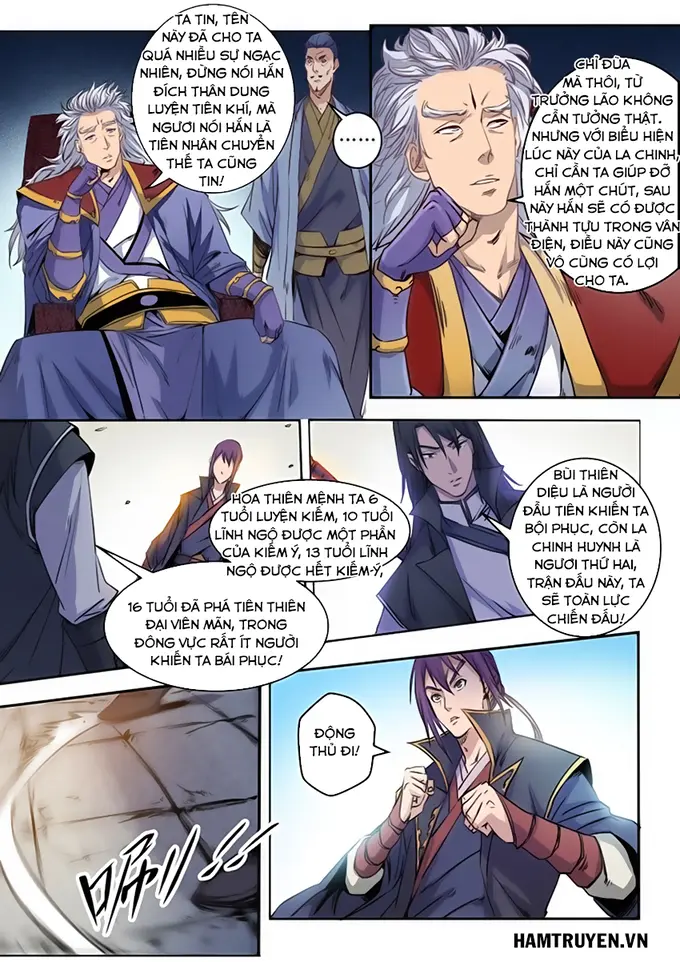 TA TIN, TÊN
NÀY ĐÃ CHO TA
QUÁ NHIỀU SỰ NGẠC
NHIÊN, ĐỪNG NÓI HẮN
ĐÍCH THÂN DUNG
LUYỆN TIÊN KHÍ, MÀ
NGƯƠI NÓI HẮN LÀ
TIÊN NHÂN CHUYỂN
THẾ TA CŨNG
TIN!
......
CHỈ ĐÙA
MÀ THÔI, TỪ
TRƯỞNG LÃO KHÔNG
CẦN TƯỞNG THẬT.
NHƯNG VỚI BIỂU HIỆN
LÚC NÀY CỦA LA CHINH,
CHỈ CẦN TA GIÚP ĐỠ
HẮN MỘT CHÚT, SAU
NÀY HẮN SẼ CÓ ĐƯỢC
THÀNH TỰU TRONG VÂN
ĐIỆN, ĐIỀU NÀY CŨNG
VÔ CÙNG CÓ LỢI
CHO TA.
HOA THIÊN MỆNH TA 6
TUỔI LUYỆN KIẾM, 10 TUỔI
LĨNH NGỘ ĐƯỢC MỘT PHẦN
CỦA KIẾM Ý, 13 TUỔI LĨNH
NGỘ ĐƯỢC HẾT KIẾM Ý,
16 TUỔI ĐÃ PHÁ TIÊN THIÊN
ĐẠI VIÊN MÃN, TRONG
ĐÔNG VỰC RẤT ÍT NGƯỜI
KHIẾN TA BÁI PHỤC!
BÙI THIÊN
DIỆU LÀ NGƯỜI
ĐẦU TIÊN KHIẾN TA
BỘI PHỤC, CÒN LA
CHINH HUYNH LÀ
NGƯƠI THỨ HAI,
TRẬN ĐẤU NÀY, TA
SẼ TOÀN LỰC
CHIẾN ĐẤU!
ĐỘNG
THỦ ĐI!
HAMTRUYEN.VN